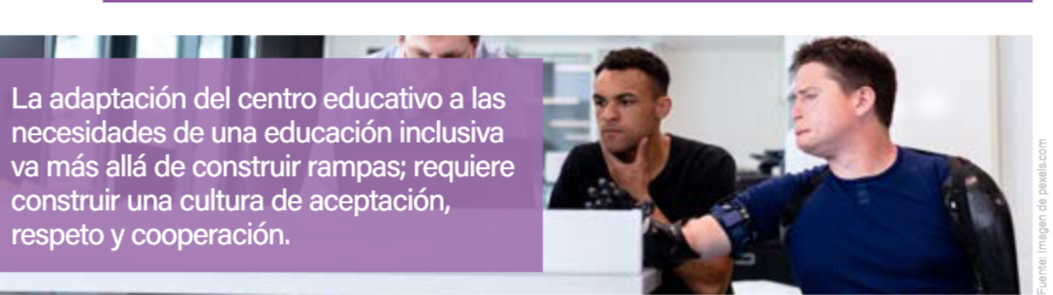 La adaptación del centro educativo a las
necesidades de una educación inclusiva
va más allá de construir rampas; requiere
construir una cultura de aceptación,
respeto y cooperación.
Fuente: Imagen de pexels.com